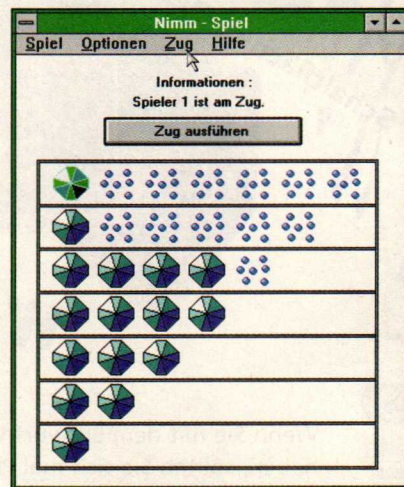 Nimm - Spiel
Spiel Optionen Zug Hilfe
Informationen :
Spieler 1 ist am Zug.
Zug ausführen